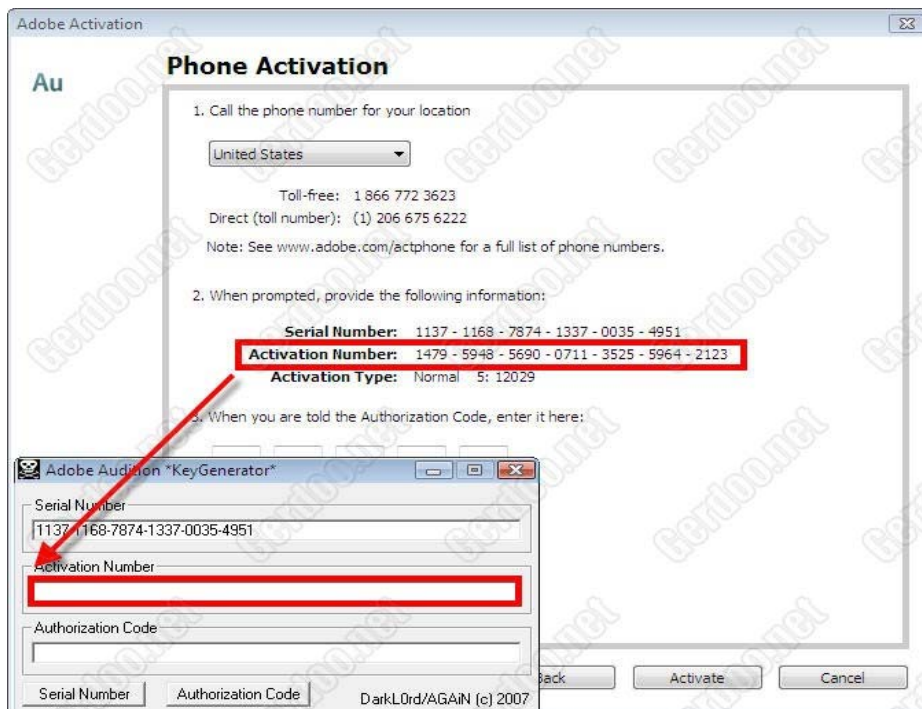 Adobe Activation
Au
Phone Activation
1. Call the phone number for your location
United States
Toll-free: 1 866 772 3623
Direct (toll number): (1) 206 675 6222
Note: See www.adobe.com/actphone for a full list of phone numbers.
2. When prompted, provide the following information:
Serial Number: 1137 - 1168 - 7874 - 1337 - 0035 - 4951
Activation Number: 1479 - 5948 - 5690 - 0711 - 3525 - 5964 - 2123
Activation Type: Normal 5: 12029
When you are told the Authorization Code, enter it here:
Adobe Audition *KeyGenerator*
Serial Number
1137-1168-7874-1337-0035-4951
Activation Number
Authorization Code
Serial Number Authorization Code DarkL0rd/AGAiN (c) 2007
Back Activate Cancel
Gerdoo.net